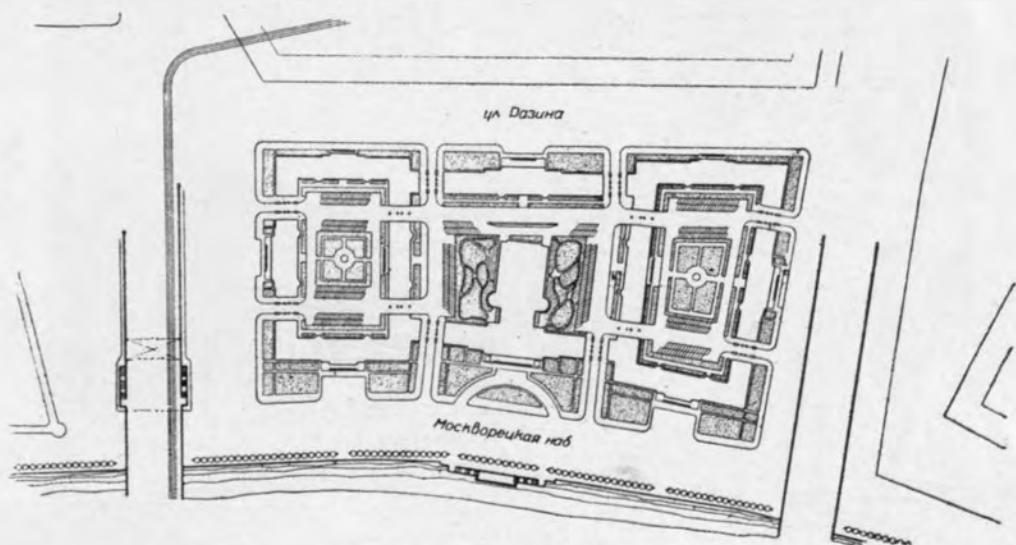 ул Разина
Москворецкая наб